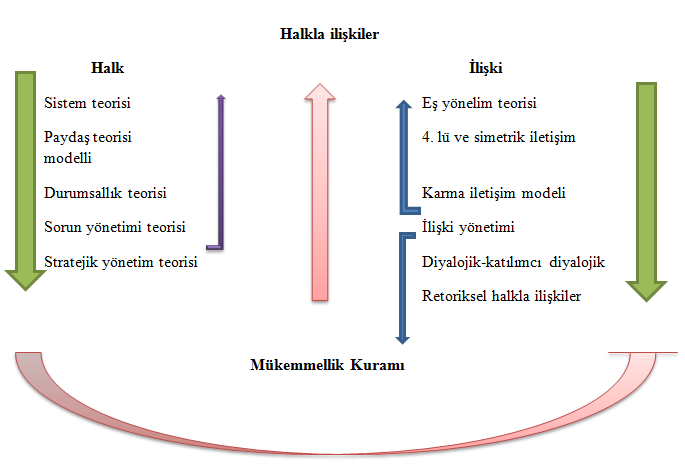 Halkla ilişkiler
Halk
Sistem teorisi
Paydaş teorisi
modelli
Durumsallık teorisi
Sorun yönetimi teorisi
Stratejik yönetim teorisi
İlişki
Eş yönelim teorisi
4. lü ve simetrik iletişim
Karma iletişim modeli
İlişki yönetimi
Diyalojik-katılımcı diyalojik
Retoriksel halkla ilişkiler
Mükemmellik Kuramı